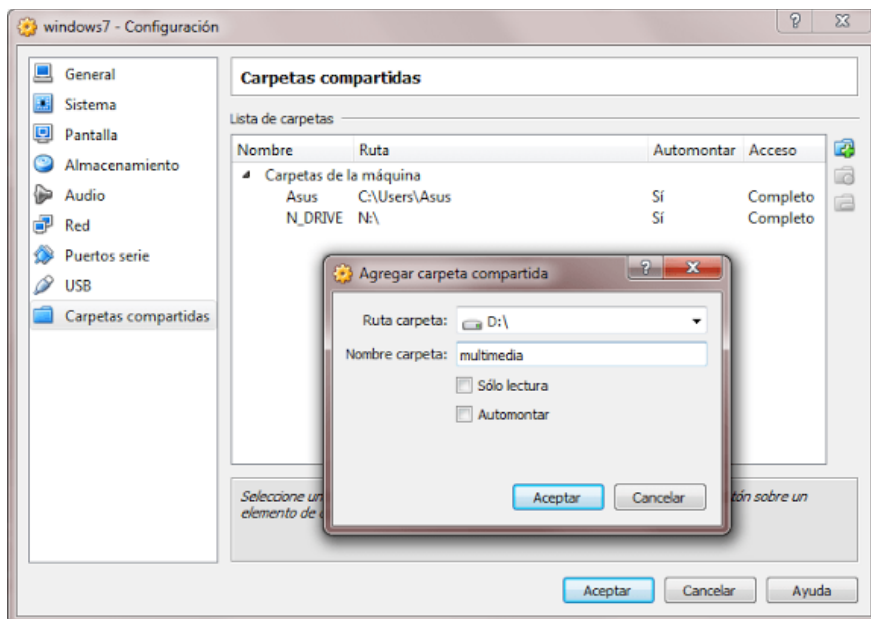 windows7 - Configuración
General
Sistema
Pantalla
Almacenamiento
Audio
Red
Puertos serie
USB
Carpetas compartidas
Carpetas compartidas
Lista de carpetas
Nombre Ruta Automontar Acceso
Carpetas de la máquina
Asus C:\Users\Asus Sí Completo
N_DRIVE N:\ Sí Completo
Agregar carpeta compartida
Ruta carpeta: D:\
Nombre carpeta: multimedia
Sólo lectura
Automontar
Aceptar Cancelar
Seleccione un
tón sobre un
elemento de
Aceptar Cancelar Ayuda